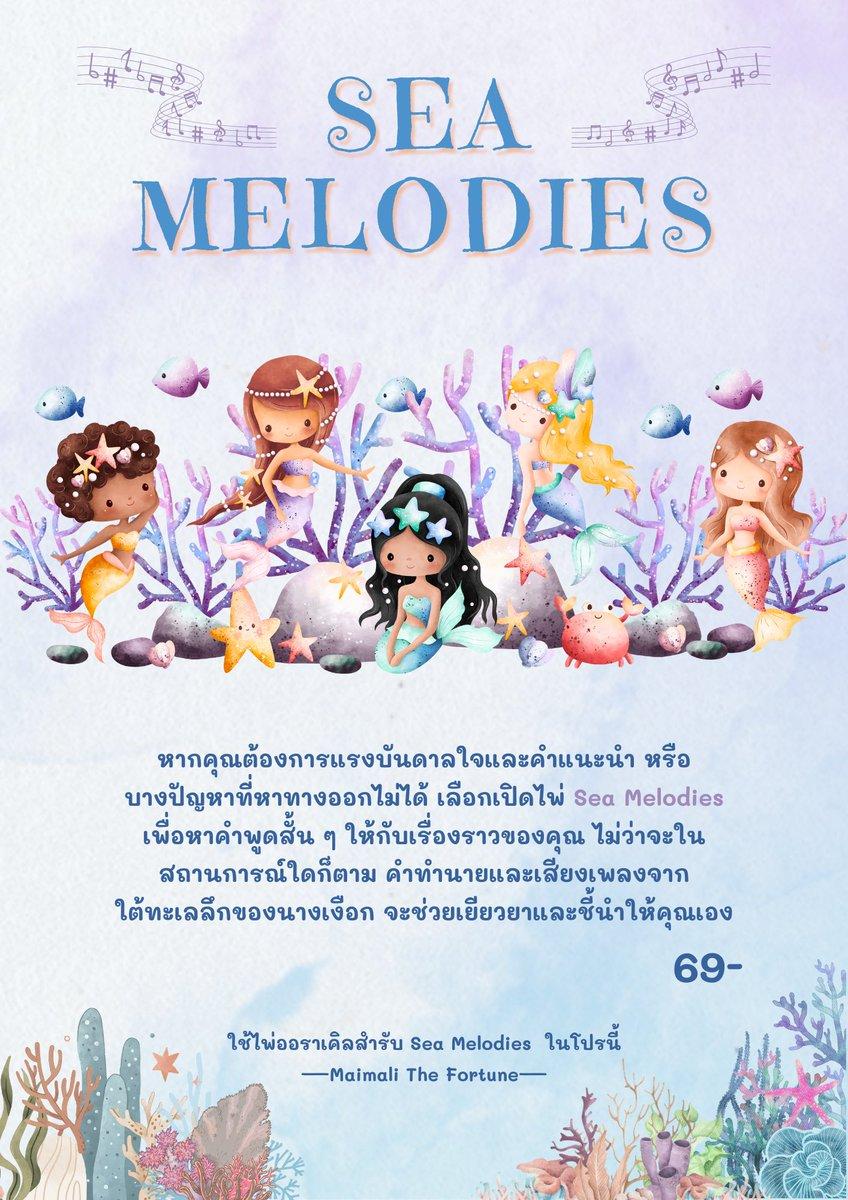 SEA
MELODIES
หากคุณต้องการแรงบันดาลใจและคำแนะนำ หรือ
บางปัญหาที่หาทางออกไม่ได้ เลือกเปิดไพ่ Sea Melodies
เพื่อหาคำพูดสั้น ๆ ให้กับเรื่องราวของคุณ ไม่ว่าจะใน
สถานการณ์ใดก็ตาม คำทำนายและเสียงเพลงจาก
ใต้ทะเลลึกของนางเงือก จะช่วยเยียวยาและชี้นำให้คุณเอง
69-
ใช้ไพ่ออราเคิลสำรับ Sea Melodies ในโปรนี้
—Maimali The Fortune—